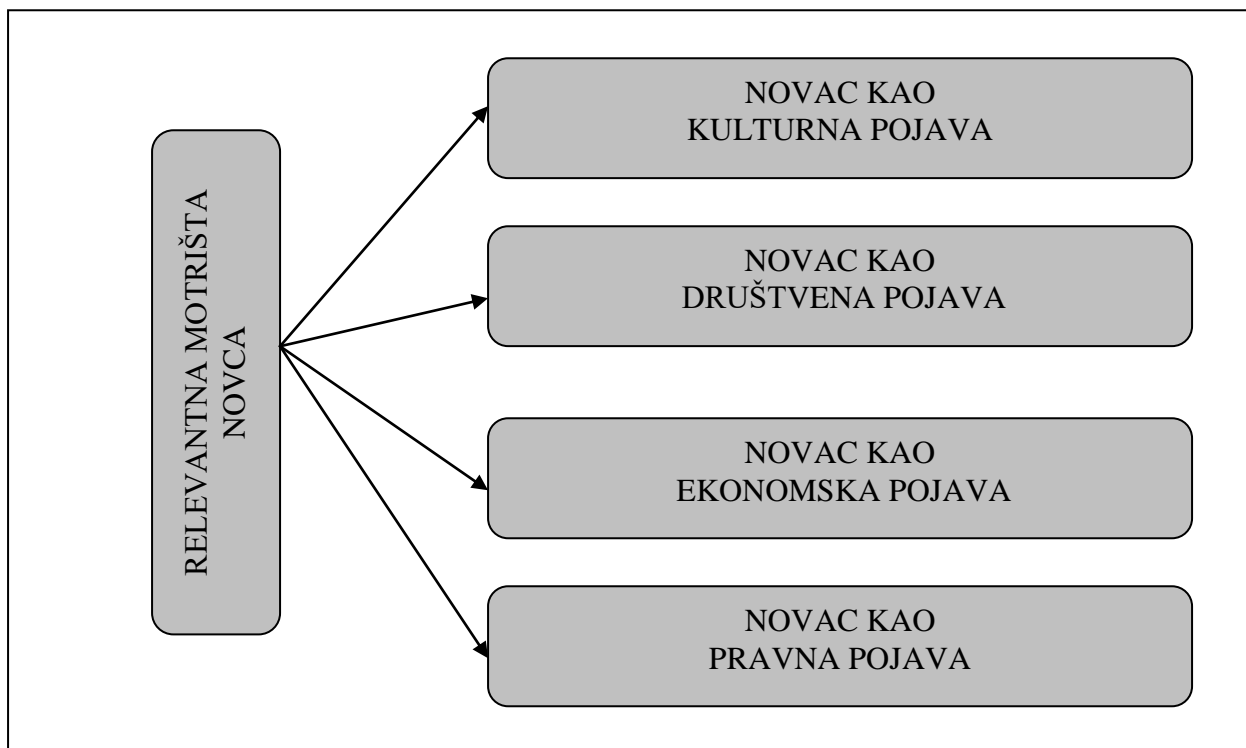 RELEVANTNA MOTRIŠTA
NOVCA
NOVAC KAO
KULTURNA POJAVA
NOVAC KAO
DRUŠTVENA POJAVA
NOVAC KAO
EKONOMSKA POJAVA
NOVAC KAO
PRAVNA POJAVA